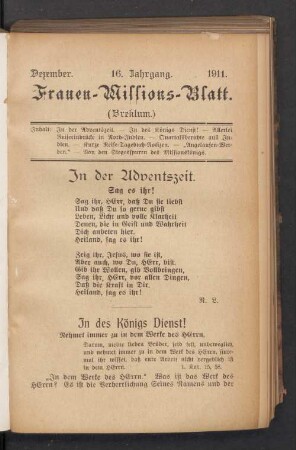 Dezember. 16. Jahrgang. 1911.
Frauen-Missions-Blatt.
(Breklum.)
Inhalt: In der Adventszeit. — In des Königs Dienst! — Allerlei
Reiseeindrücke in Nord-Indien. — Quartalsberichte aus In-
dien. — Kurze Reise-Tagebuch-Notizen. — „Angelaufen-Wer-
den.“ — Von den Siegesspuren des Missionskönigs.
In der Adventszeit.
Sag es ihr!
Sag ihr, HErr, daß Du sie liebst
Und daß Du so gerne gibst
Leben, Licht und volle Klarheit
Denen, die in Geist und Wahrheit
Dich anbeten hier.
Heiland, sag es ihr!
Zeig ihr, Jesus, wo sie ist,
Aber auch, wo Du, HErr, bist.
Gib ihr Wollen, gib Vollbringen,
Sag ihr, HErr, vor allen Dingen,
Daß die Kraft in Dir.
Heiland, sag es ihr!
R. L.
In des Königs Dienst!
Nehmet immer zu in dem Werke des HErrn.
Darum, meine lieben Brüder, seid fest, unbeweglich,
und nehmet immer zu in dem Werk des HErrn, sinte-
mal ihr wisset, daß eure Arbeit nicht vergeblich ist
in dem HErrn. 1. Kor. 15, 58.
„In dem Werke des HErrn.“ Was ist das Werk des
HErrn? Es ist die Verherrlichung Seines Namens und der